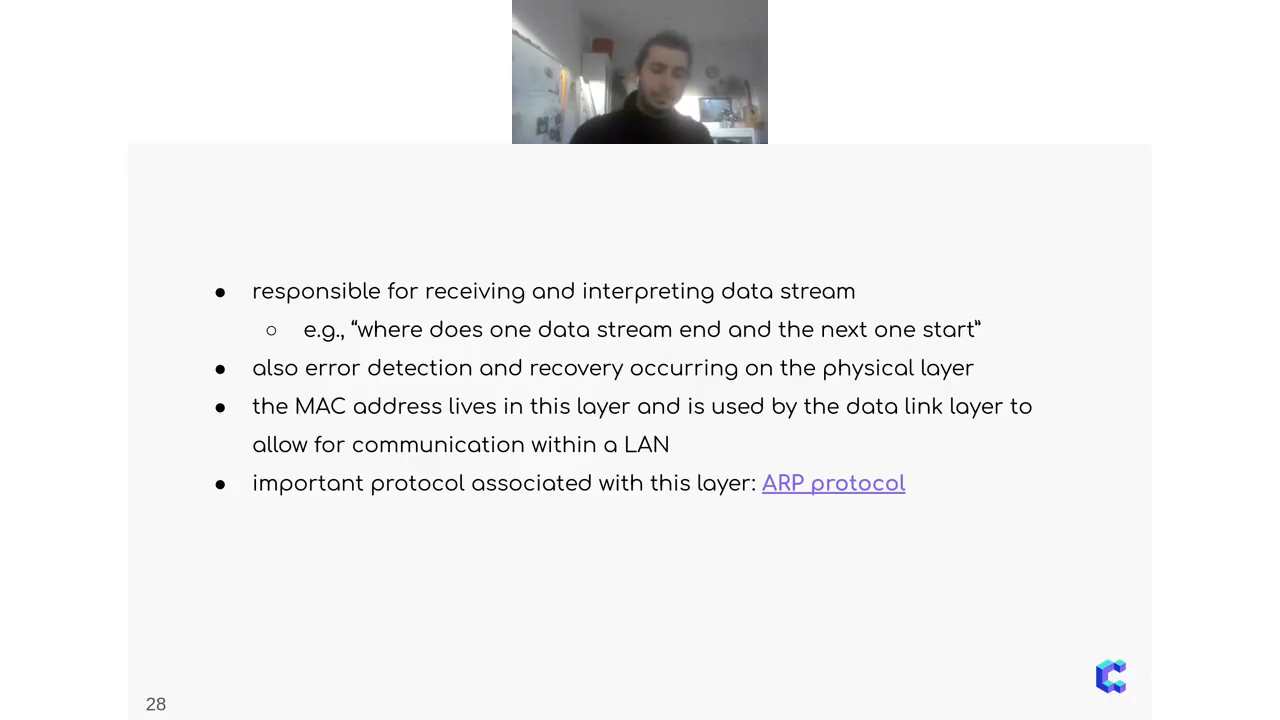 ● responsible for receiving and interpreting data stream
○ e.g., “where does one data stream end and the next one start”
● also error detection and recovery occurring on the physical layer
● the MAC address lives in this layer and is used by the data link layer to
allow for communication within a LAN
● important protocol associated with this layer: ARP protocol
28